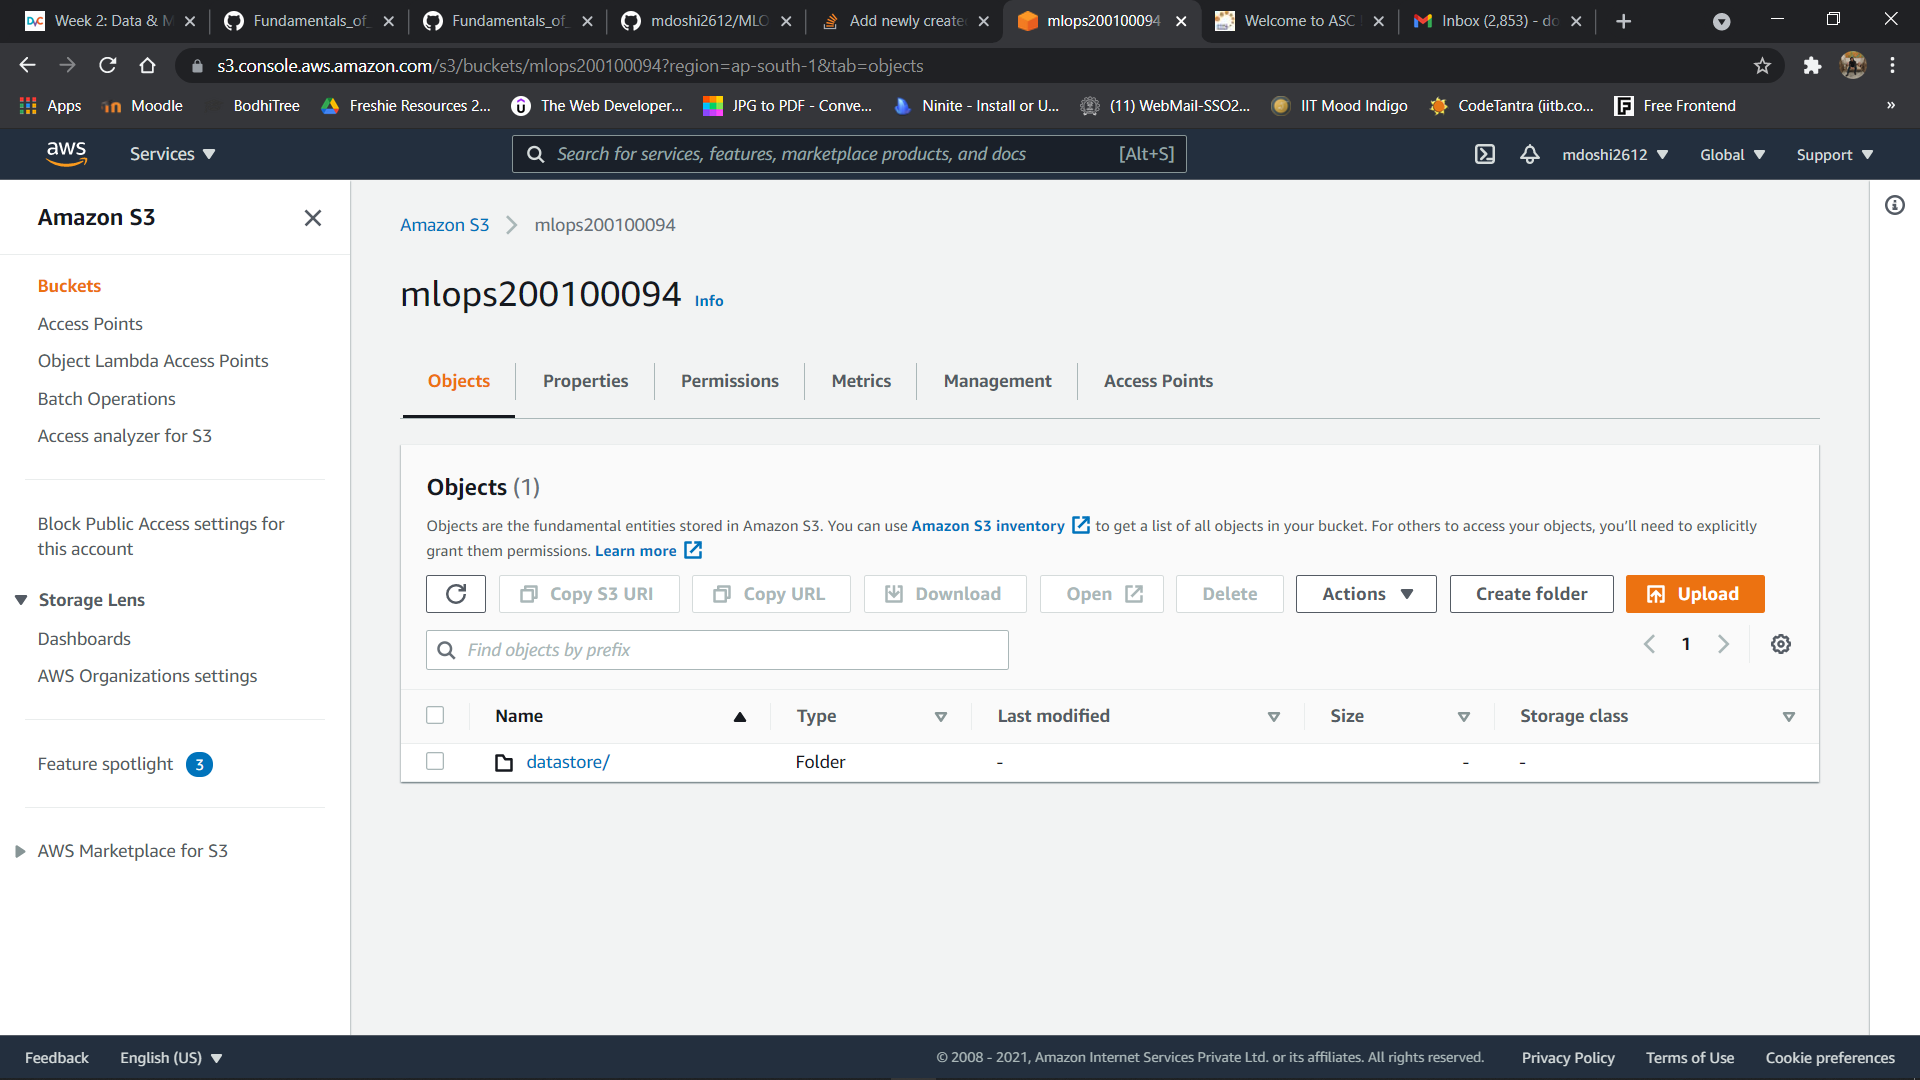 Week 2: Data & M
Fundamentals_of_
Fundamentals_of_
mdoshi2612/MLO
Add newly create
mlops200100094
Welcome to ASC
Inbox (2,853) - do
s3.console.aws.amazon.com/s3/buckets/mlops200100094?region=ap-south-1&tab=objects
Apps
Moodle
BodhiTree
Freshie Resources 2...
The Web Developer...
JPG to PDF - Conve...
Ninite - Install or U...
(11) WebMail-SSO2...
IIT Mood Indigo
CodeTantra (iitb.co...
Free Frontend
»
aws
Services
Search for services, features, marketplace products, and docs
[Alt+S]
mdoshi2612
Global
Support
Amazon S3
Buckets
Access Points
Object Lambda Access Points
Batch Operations
Access analyzer for S3
Block Public Access settings for
this account
Storage Lens
Dashboards
AWS Organizations settings
Feature spotlight 3
AWS Marketplace for S3
Amazon S3 > mlops200100094
mlops200100094 Info
Objects
Properties
Permissions
Metrics
Management
Access Points
Objects (1)
Objects are the fundamental entities stored in Amazon S3. You can use Amazon S3 inventory to get a list of all objects in your bucket. For others to access your objects, you'll need to explicitly
grant them permissions. Learn more
Copy S3 URI
Copy URL
Download
Open
Delete
Actions
Create folder
Upload
Find objects by prefix
1
Name
Type
Last modified
Size
Storage class
datastore/
Folder
-
-
-
Feedback
English (US)
© 2008 - 2021, Amazon Internet Services Private Ltd. or its affiliates. All rights reserved.
Privacy Policy
Terms of Use
Cookie preferences